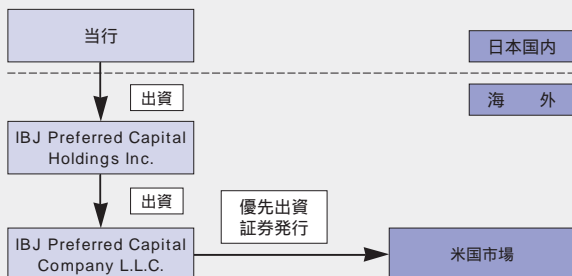 当行
日本国内
出資
海 外
IBJ Preferred Capital
Holdings Inc.
出資
優先出資
証券発行
IBJ Preferred Capital
Company L.L.C.
米国市場